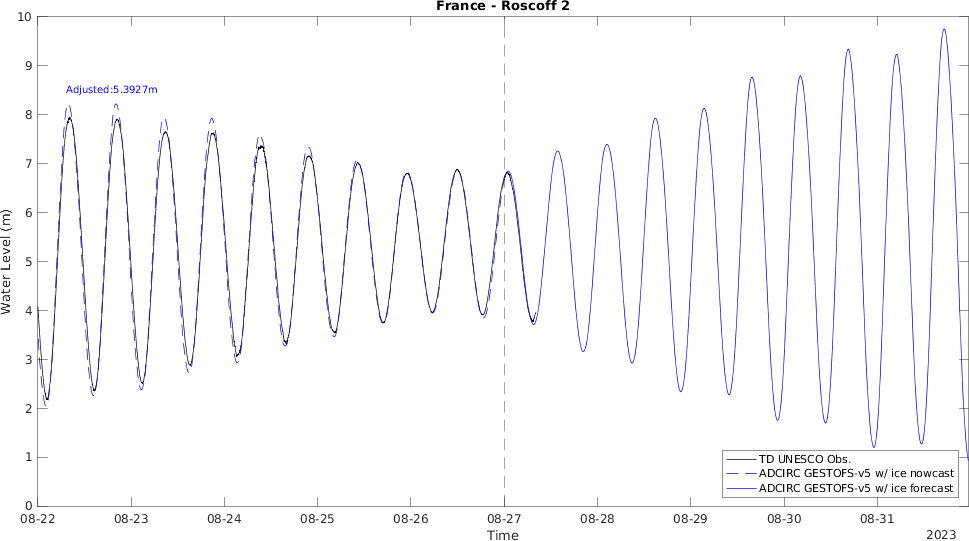 France - Roscoff 2
10
9
8
7
6
5
4
3
2
1
0
Water Level (m)
Adjusted:5.3927m
TD UNESCO Obs.
ADCIRC GESTOFS-v5 w/ ice nowcast
ADCIRC GESTOFS-v5 w/ ice forecast
08-22 08-23 08-24 08-25 08-26 08-27 08-28 08-29 08-30 08-31
Time
2023